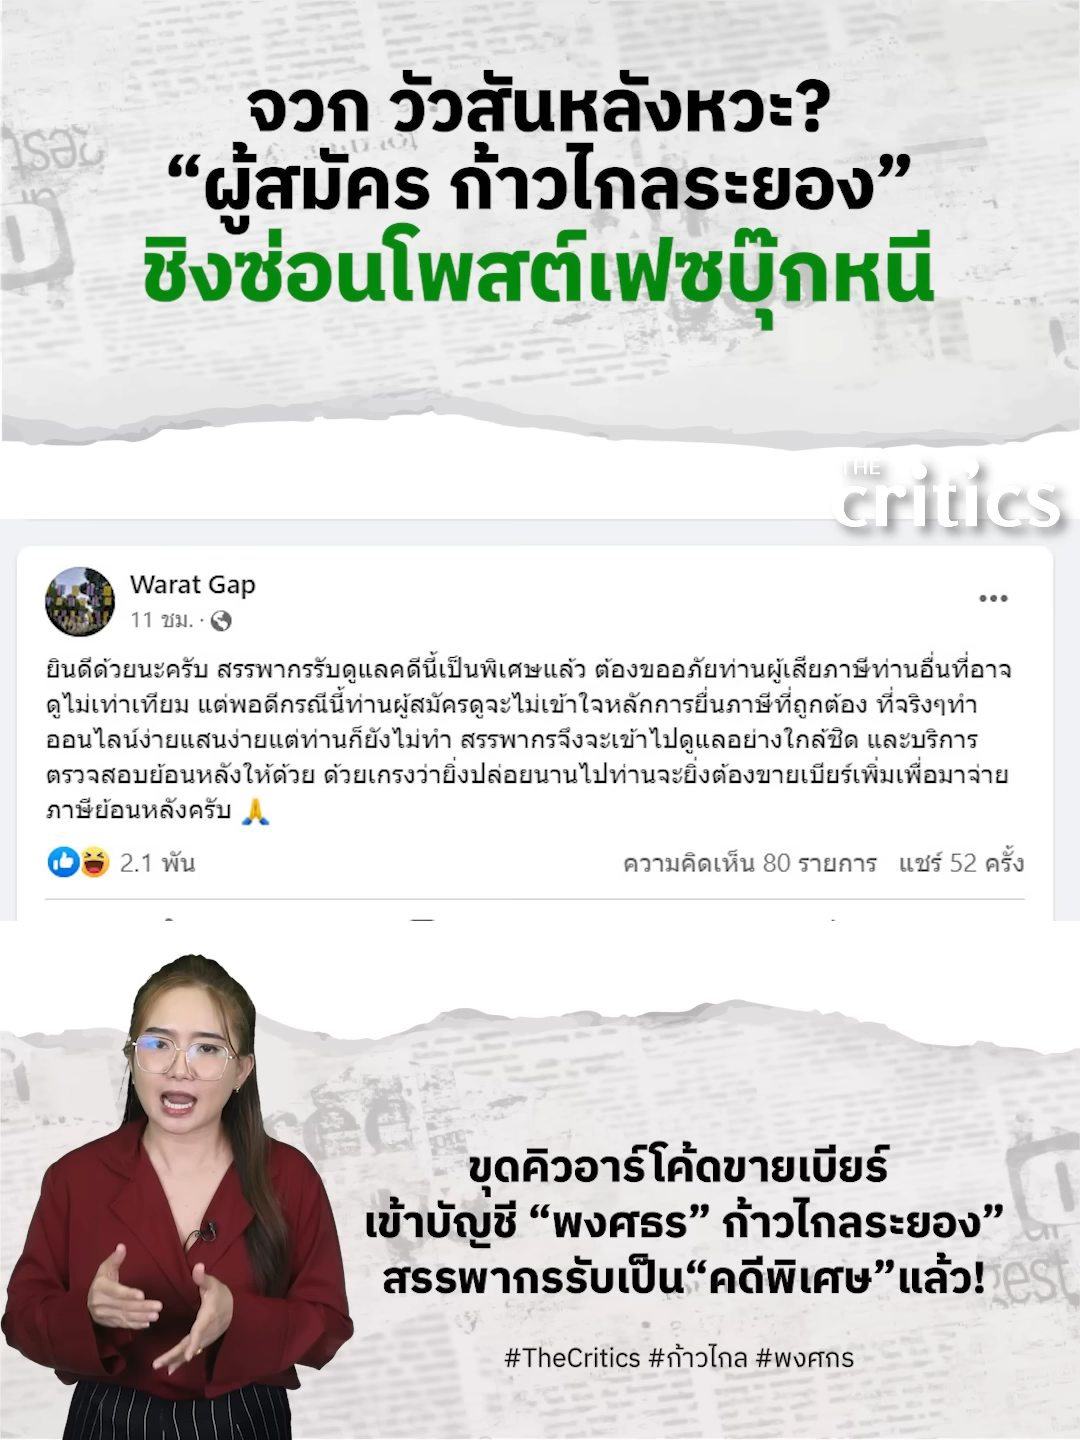 จวก วัวสันหลังหวะ?
“ผู้สมัคร ก้าวไกลระยอง”
ชิงซ่อนโพสต์เฟซบุ๊กหนี
THE
critics
Warat Gap
11 ชม. ·
ยินดีด้วยนะครับ สรรพากรรับดูแลคดีนี้เป็นพิเศษแล้ว ต้องขออภัยท่านผู้เสียภาษีท่านอื่นที่อาจ
ดูไม่เท่าเทียม แต่พอดีกรณีนี้ท่านผู้สมัครดูจะไม่เข้าใจหลักการยื่นภาษีที่ถูกต้อง ที่จริงๆทำ
ออนไลน์ง่ายแสนง่ายแต่ท่านก็ยังไม่ทำ สรรพากรจึงจะเข้าไปดูแลอย่างใกล้ชิด และบริการ
ตรวจสอบย้อนหลังให้ด้วย ด้วยเกรงว่ายิ่งปล่อยนานไปท่านจะยิ่งต้องขายเบียร์เพิ่มเพื่อมาจ่าย
ภาษีย้อนหลังครับ 🙏
2.1 พัน ความคิดเห็น 80 รายการ แชร์ 52 ครั้ง
ขุดคิวอาร์โค้ดขายเบียร์
เข้าบัญชี “พงศธร” ก้าวไกลระยอง”
สรรพากรรับเป็น“คดีพิเศษ”แล้ว!
#TheCritics #ก้าวไกล #พงศกร